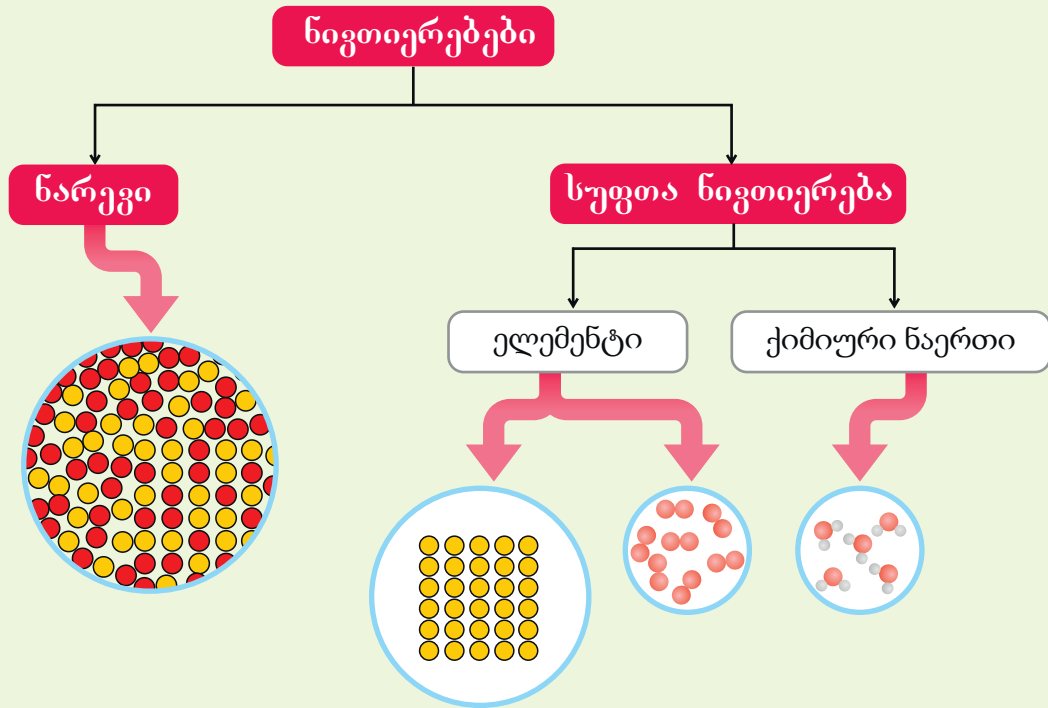 ნივთიერებები
ნარევი
სუფთა ნივთიერება
ელემენტი
ქიმიური ნაერთი